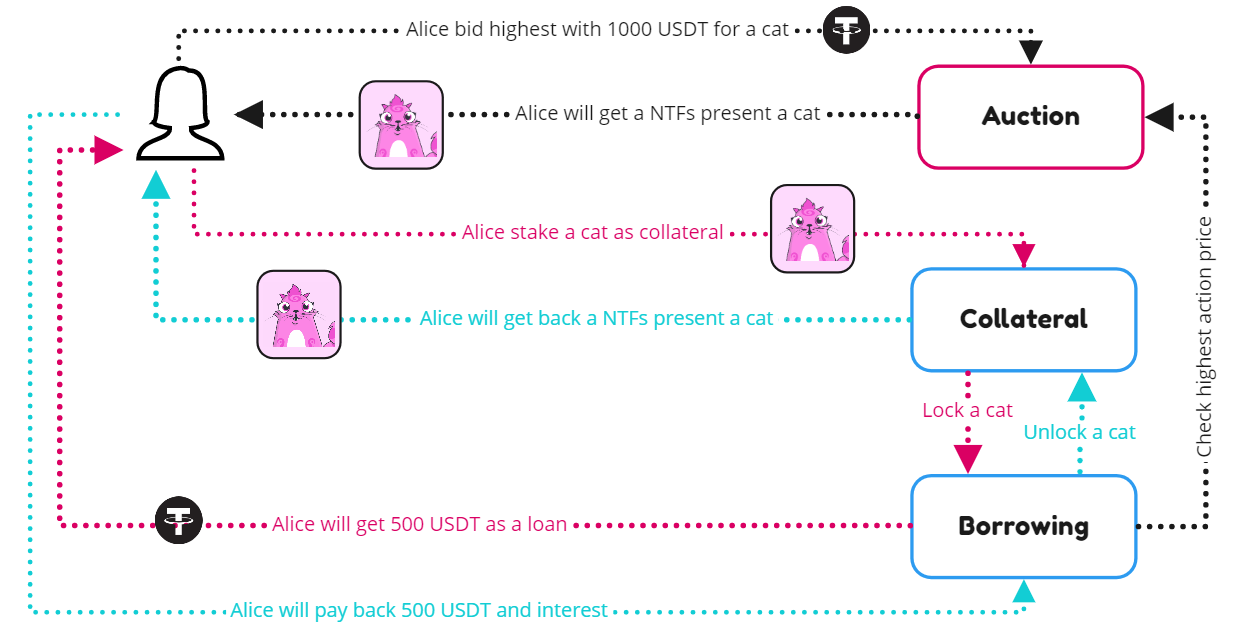 Alice bid highest with 1000 USDT for a cat
Alice will get a NTFs present a cat
Auction
Alice stake a cat as collateral
Alice will get back a NTFs present a cat
Collateral
Check highest action price
Lock a cat
Unlock a cat
Alice will get 500 USDT as a loan
Borrowing
Alice will pay back 500 USDT and interest